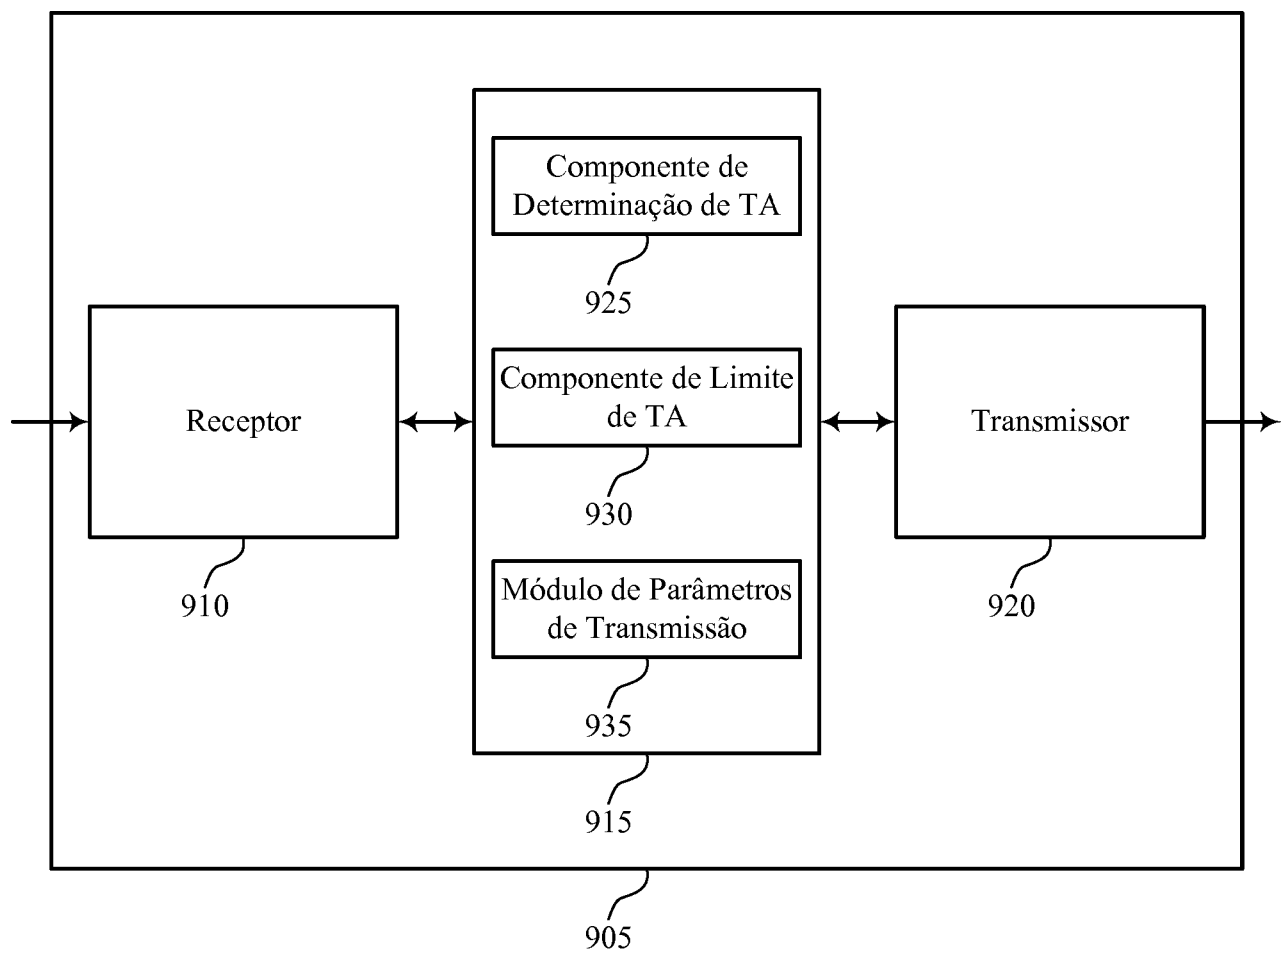 Componente de
Determinação de TA
925
Componente de Limite
de TA
930
Receptor
Transmissor
Módulo de Parâmetros
de Transmissão
910
920
935
915
905